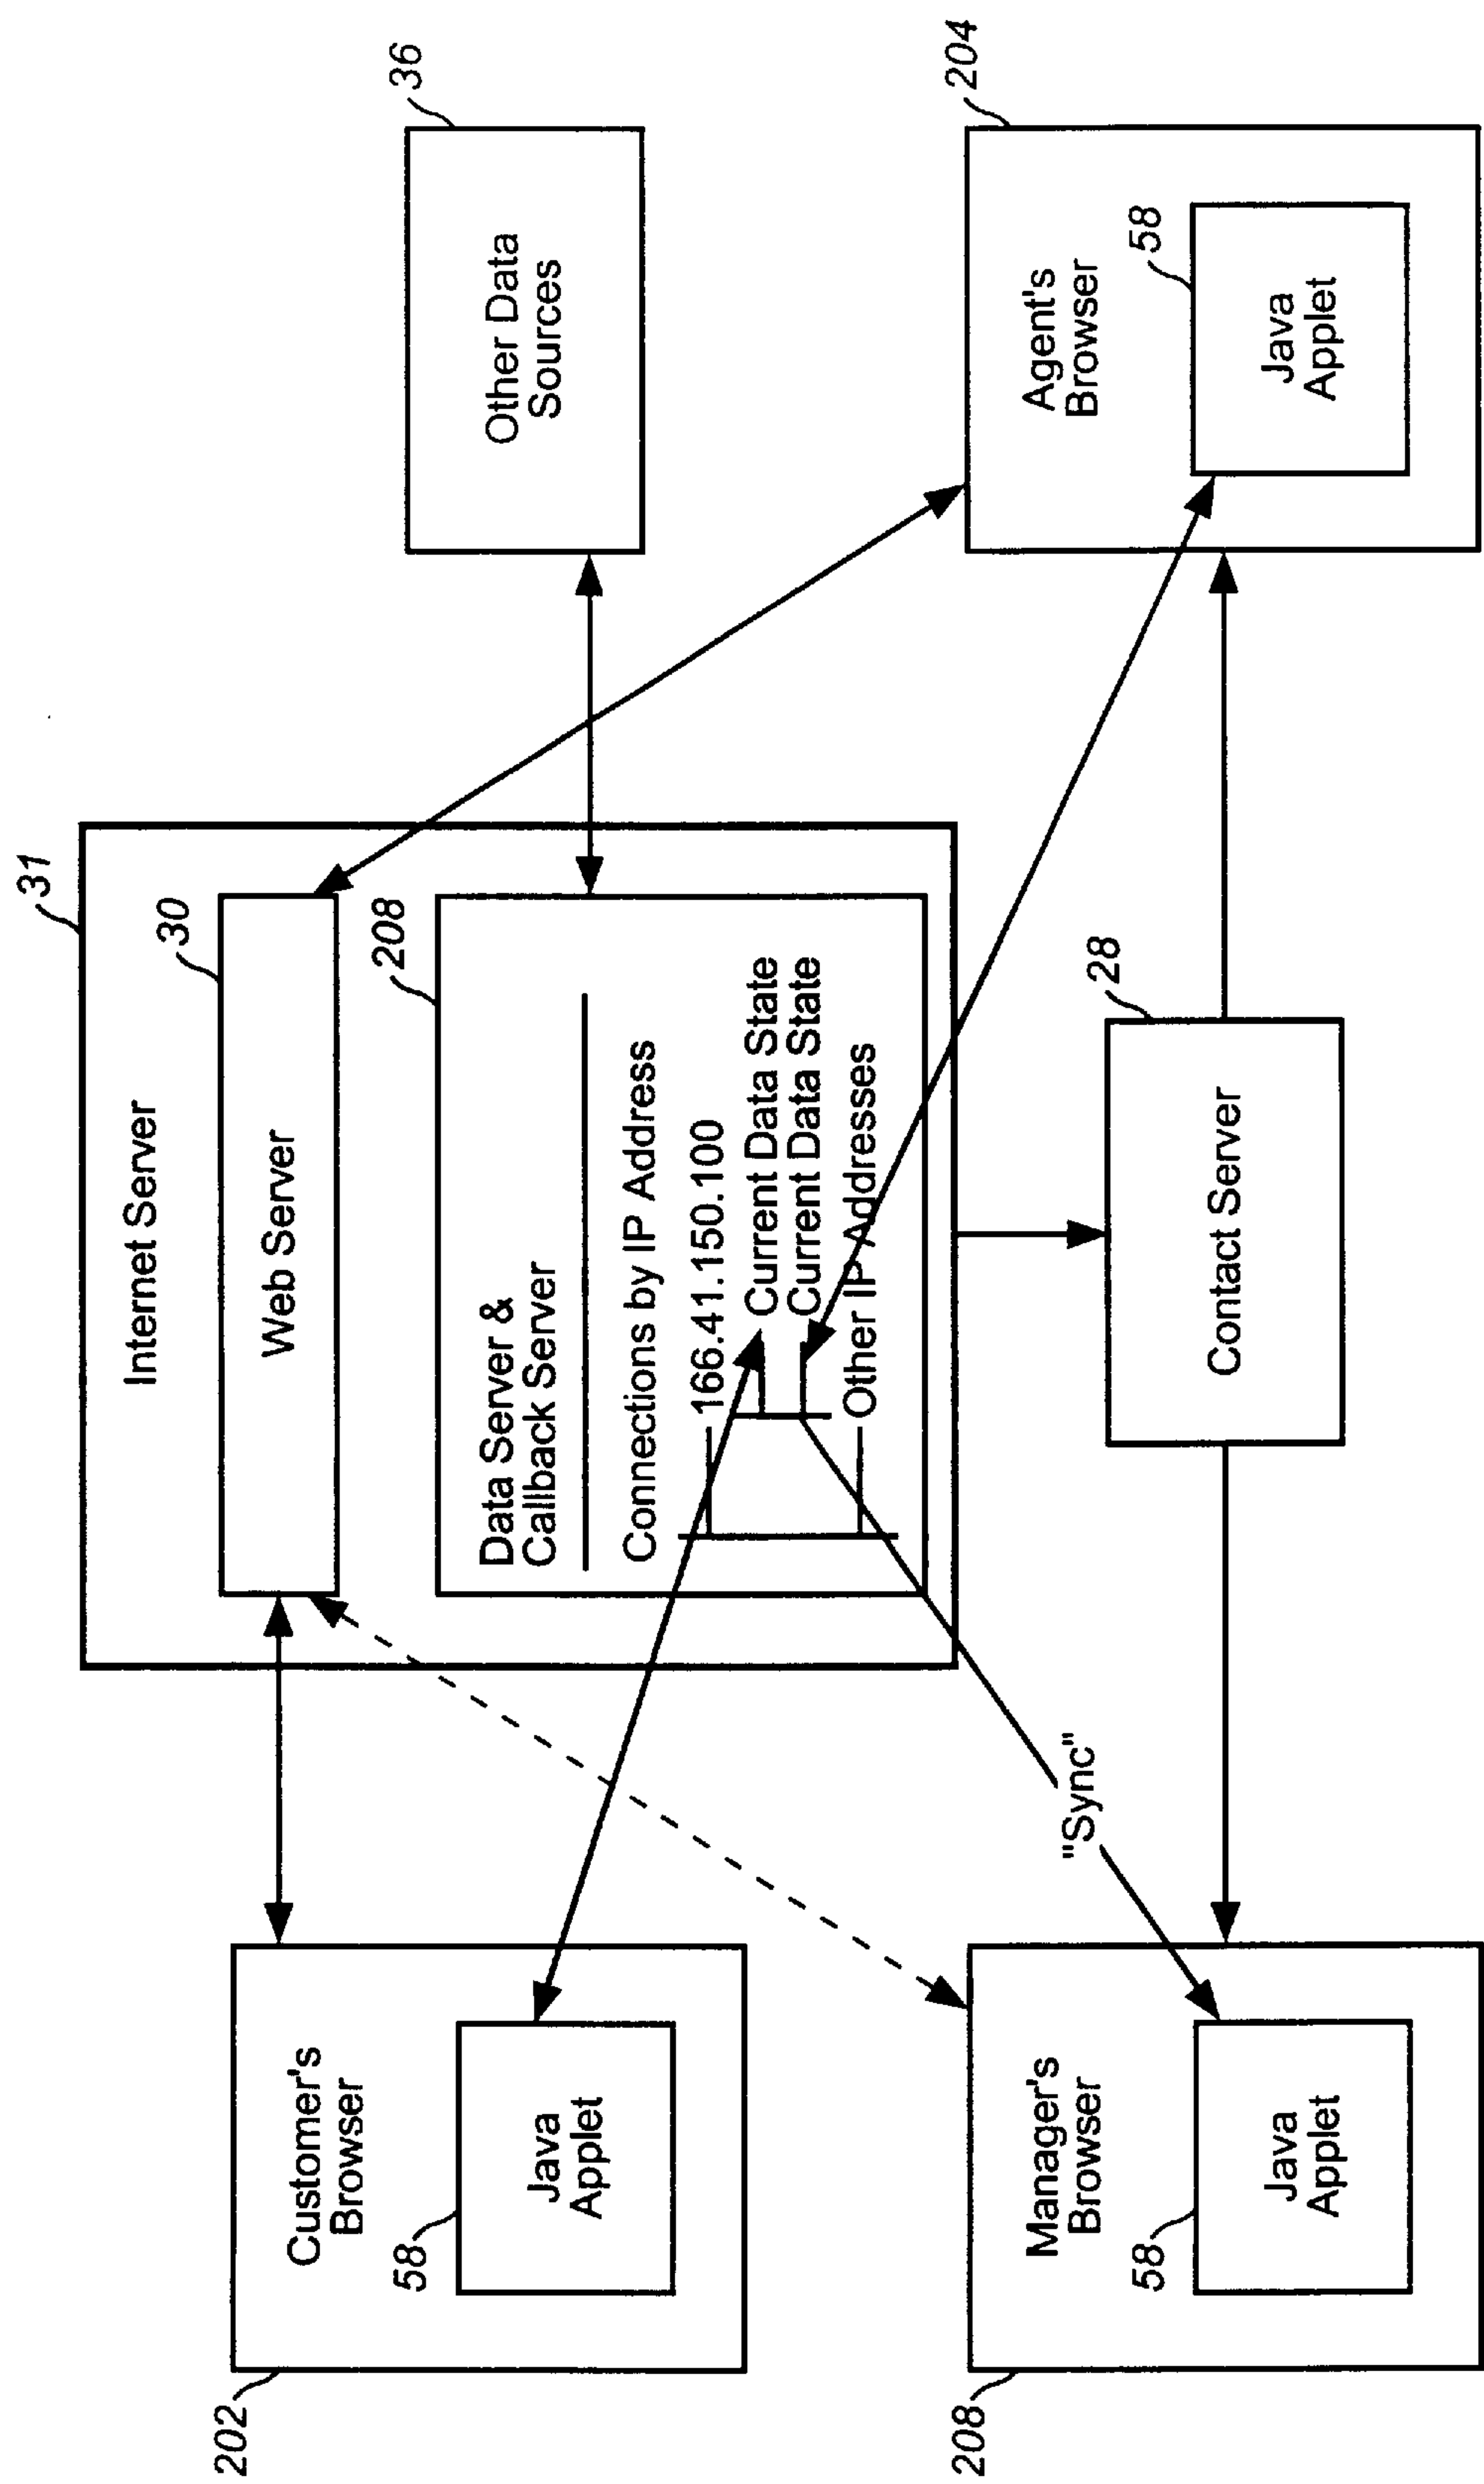 31
Internet Server
30
Web Server
208
Data Server &
Callback Server
Connections by IP Address
166.41.150.100
Current Data State
Current Data State
Other IP Addresses
202
Customer's
Browser
58
Java
Applet
36
Other Data
Sources
208
Manager's
Browser
58
Java
Applet
"Sync"
28
Contact Server
204
Agent's
Browser
58
Java
Applet